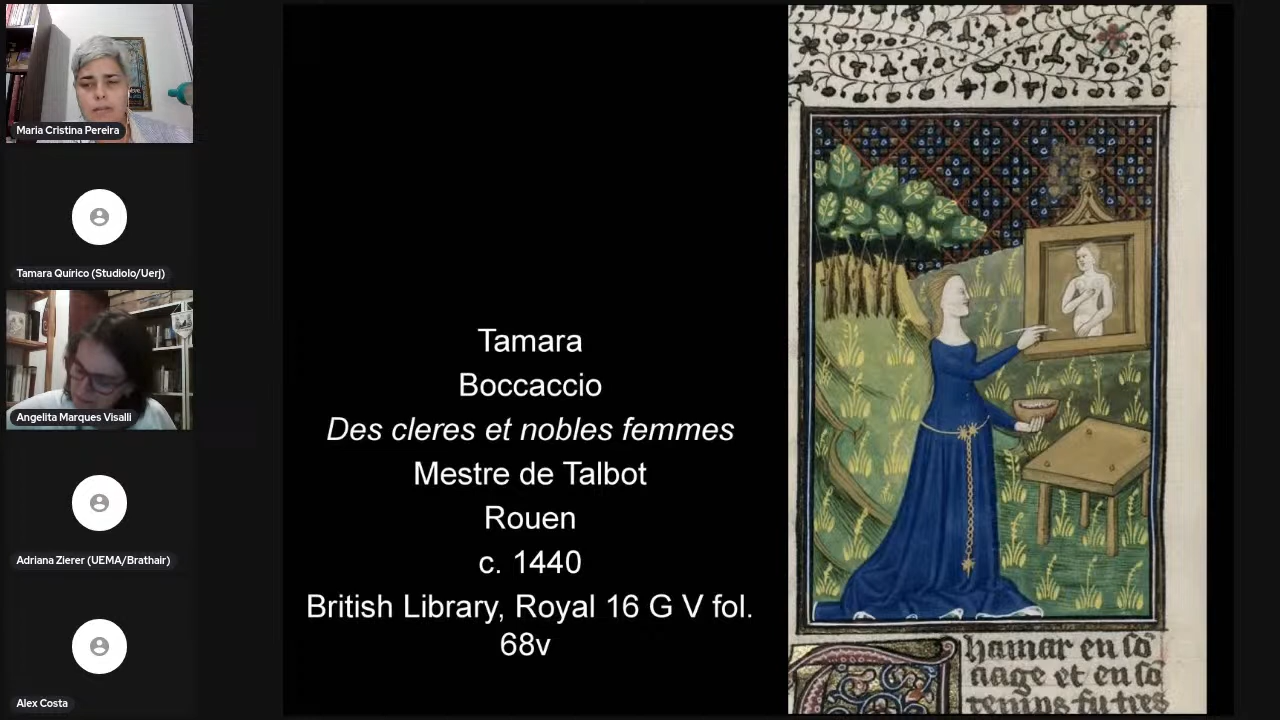 Maria Cristina Pereira
Tamara Quírico (Studiolo/Uerj)
Angelita Marques Visalli
Adriana Zierer (UEMA/Brathair)
Alex Costa
Tamara
Boccaccio
Des cleres et nobles femmes
Mestre de Talbot
Rouen
c. 1440
British Library, Royal 16 G V fol.
68v
hamar en so
aage et en so
temps fu tres